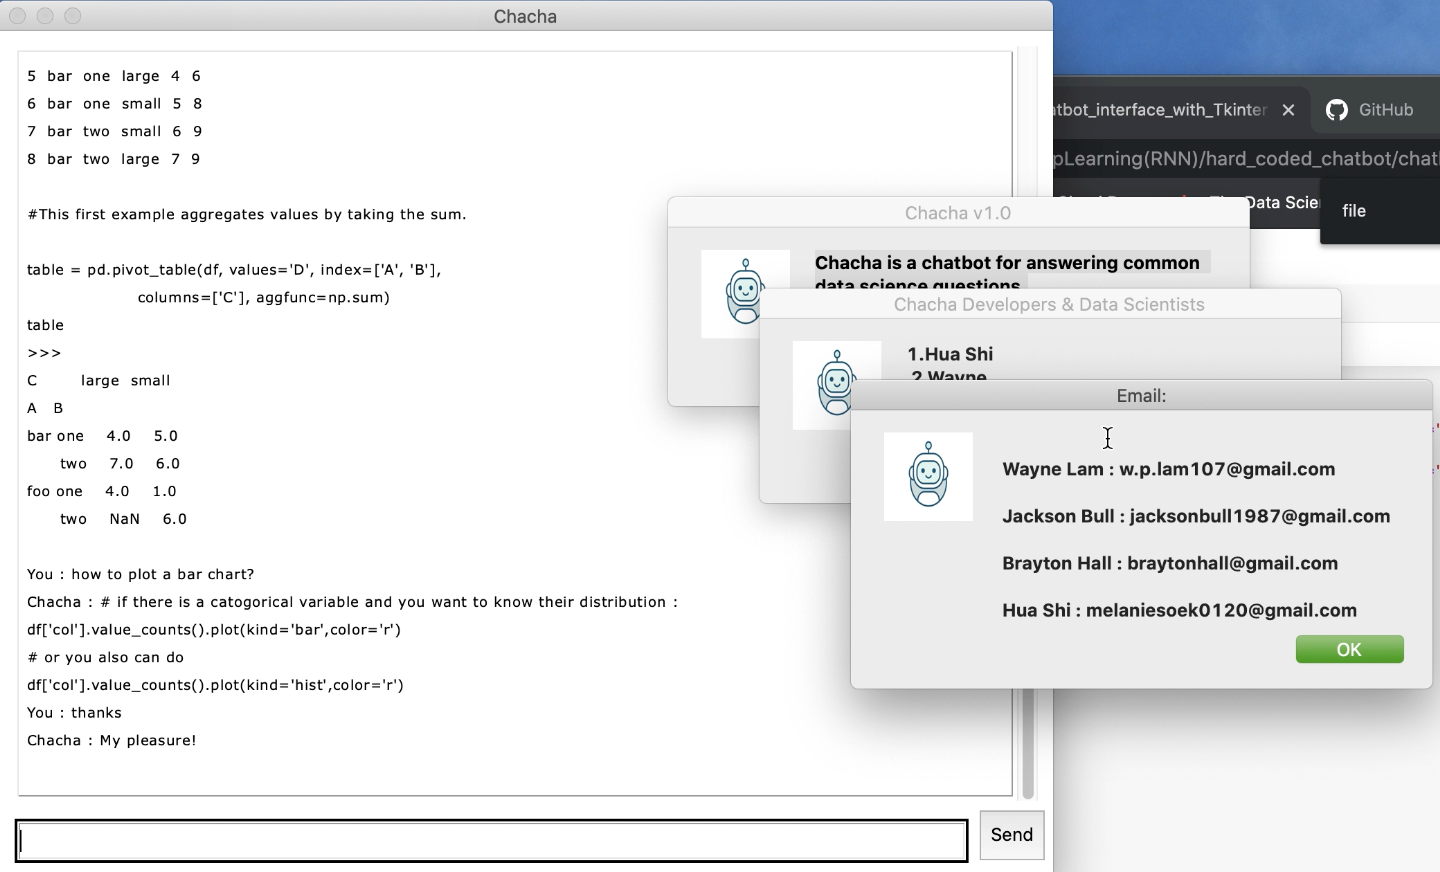 Chacha
5 bar one large 4 6
6 bar one small 5 8
7 bar two small 6 9
8 bar two large 7 9
#This first example aggregates values by taking the sum.
table = pd.pivot_table(df, values='D', index=['A', 'B'],
columns=['C'], aggfunc=np.sum)
table
>>>
C large small
A B
bar one 4.0 5.0
two 7.0 6.0
foo one 4.0 1.0
two NaN 6.0
You : how to plot a bar chart?
Chacha : # if there is a catogorical variable and you want to know their distribution :
df['col'].value_counts().plot(kind='bar',color='r')
# or you also can do
df['col'].value_counts().plot(kind='hist',color='r')
You : thanks
Chacha : My pleasure!
Send
atbot_interface_with_Tkinter
GitHub
pLearning(RNN)/hard_coded_chatbot/chatl
The Data Scie
file
Chacha v1.0
Chacha is a chatbot for answering common
data science questions
Chacha Developers & Data Scientists
1.Hua Shi
2.Wayne
Email:
Wayne Lam : w.p.lam107@gmail.com
Jackson Bull : jacksonbull1987@gmail.com
Brayton Hall : braytonhall@gmail.com
Hua Shi : melaniesoek0120@gmail.com
OK